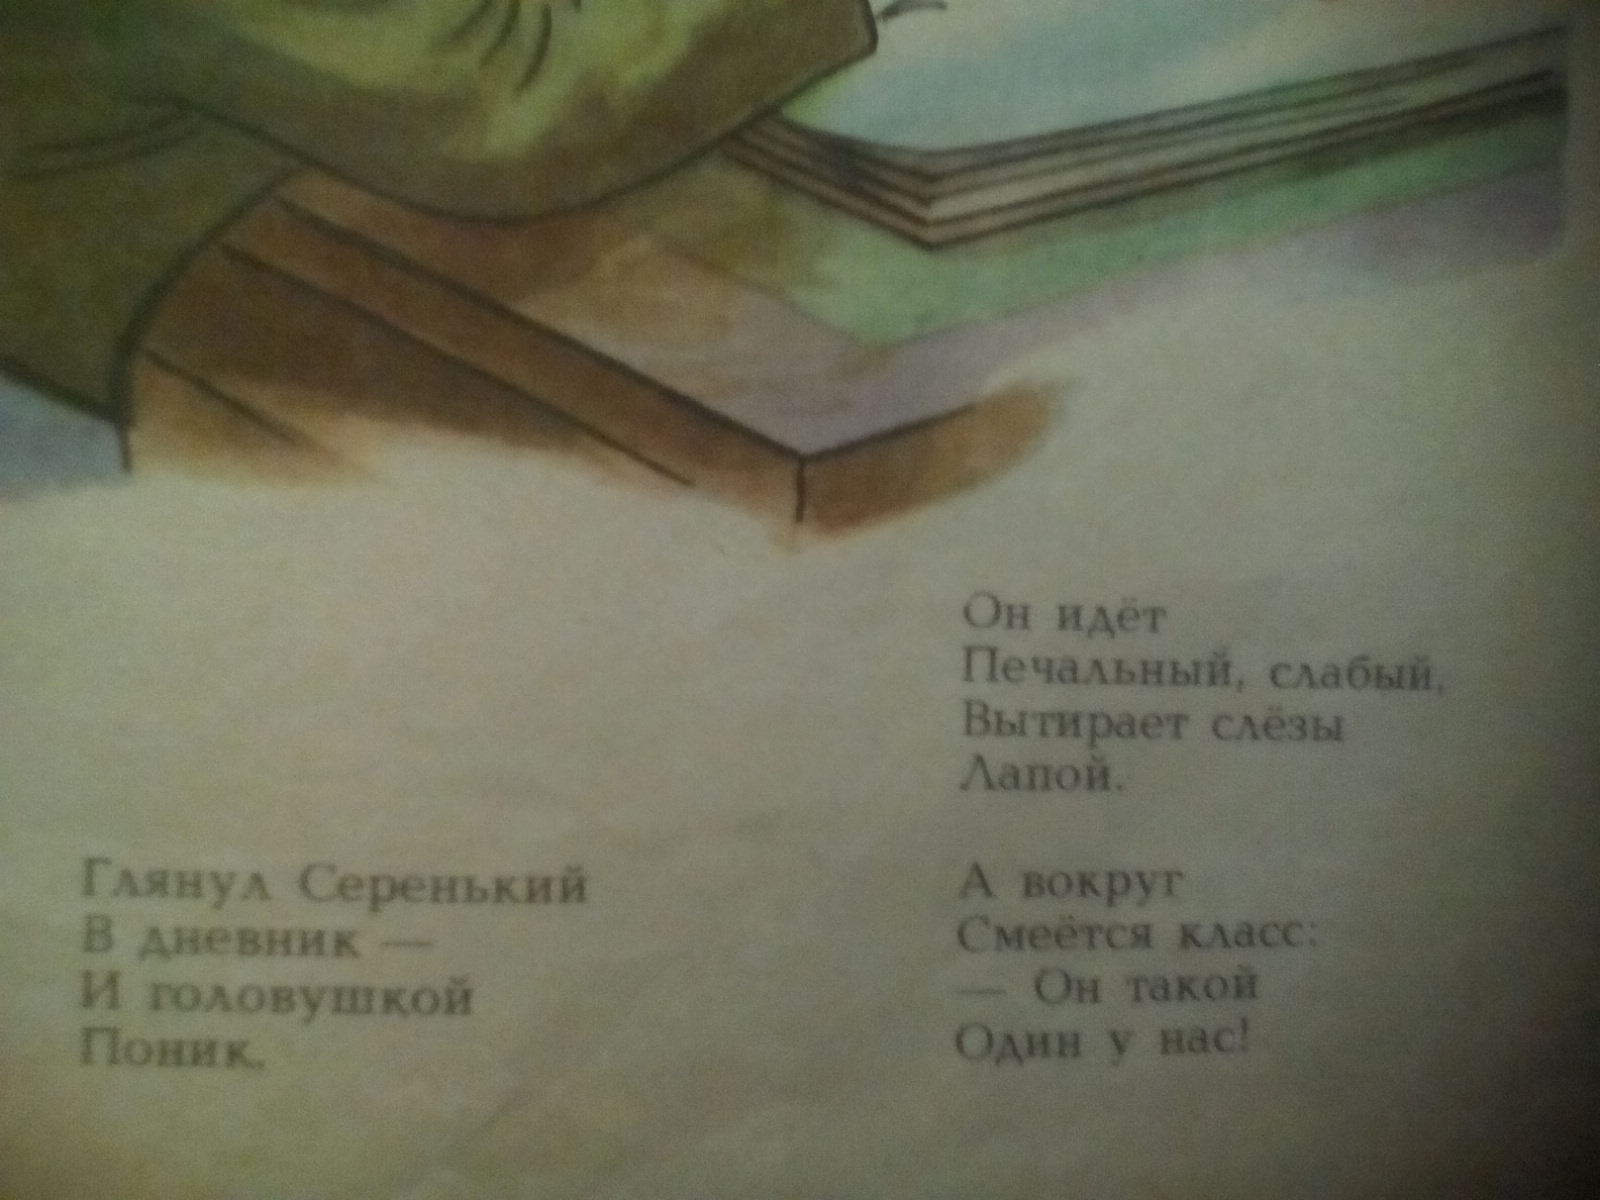 Глянул Серенький
В дневник —
И головушкой
Поник.
Он идёт
Печальный, слабый,
Вытирает слёзы
Лапой.
А вокруг
Смеётся класс:
— Он такой
Один у нас!